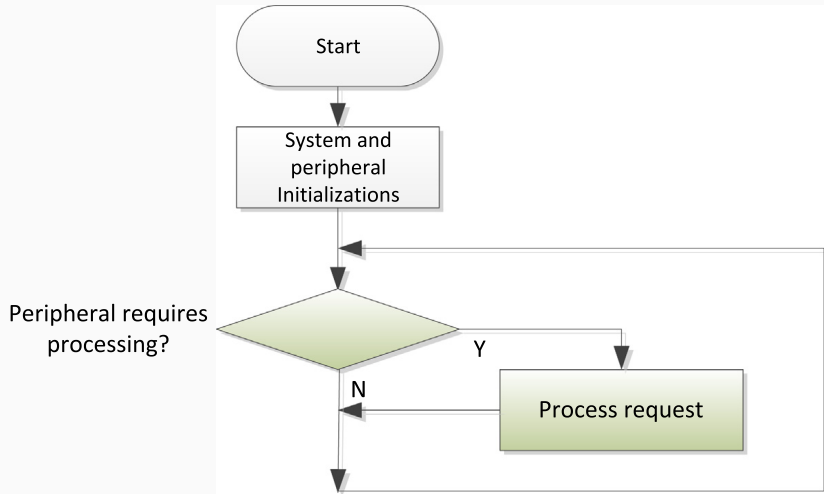 Start
System and
peripheral
Initializations
Peripheral requires
processing?
Y
N
Process request